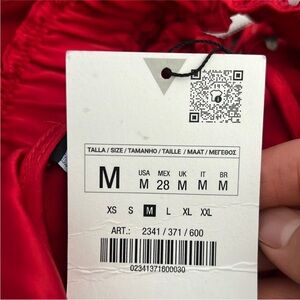 TALLA / SIZE / TAMANHO / TAILLE / MAAT / ΜΕΓΕΘΟΣ
USA MEX UK IT BR
M M 28 M M M
XS S M L XL XXL
ART.: 2341 / 371 / 600
02341371600030